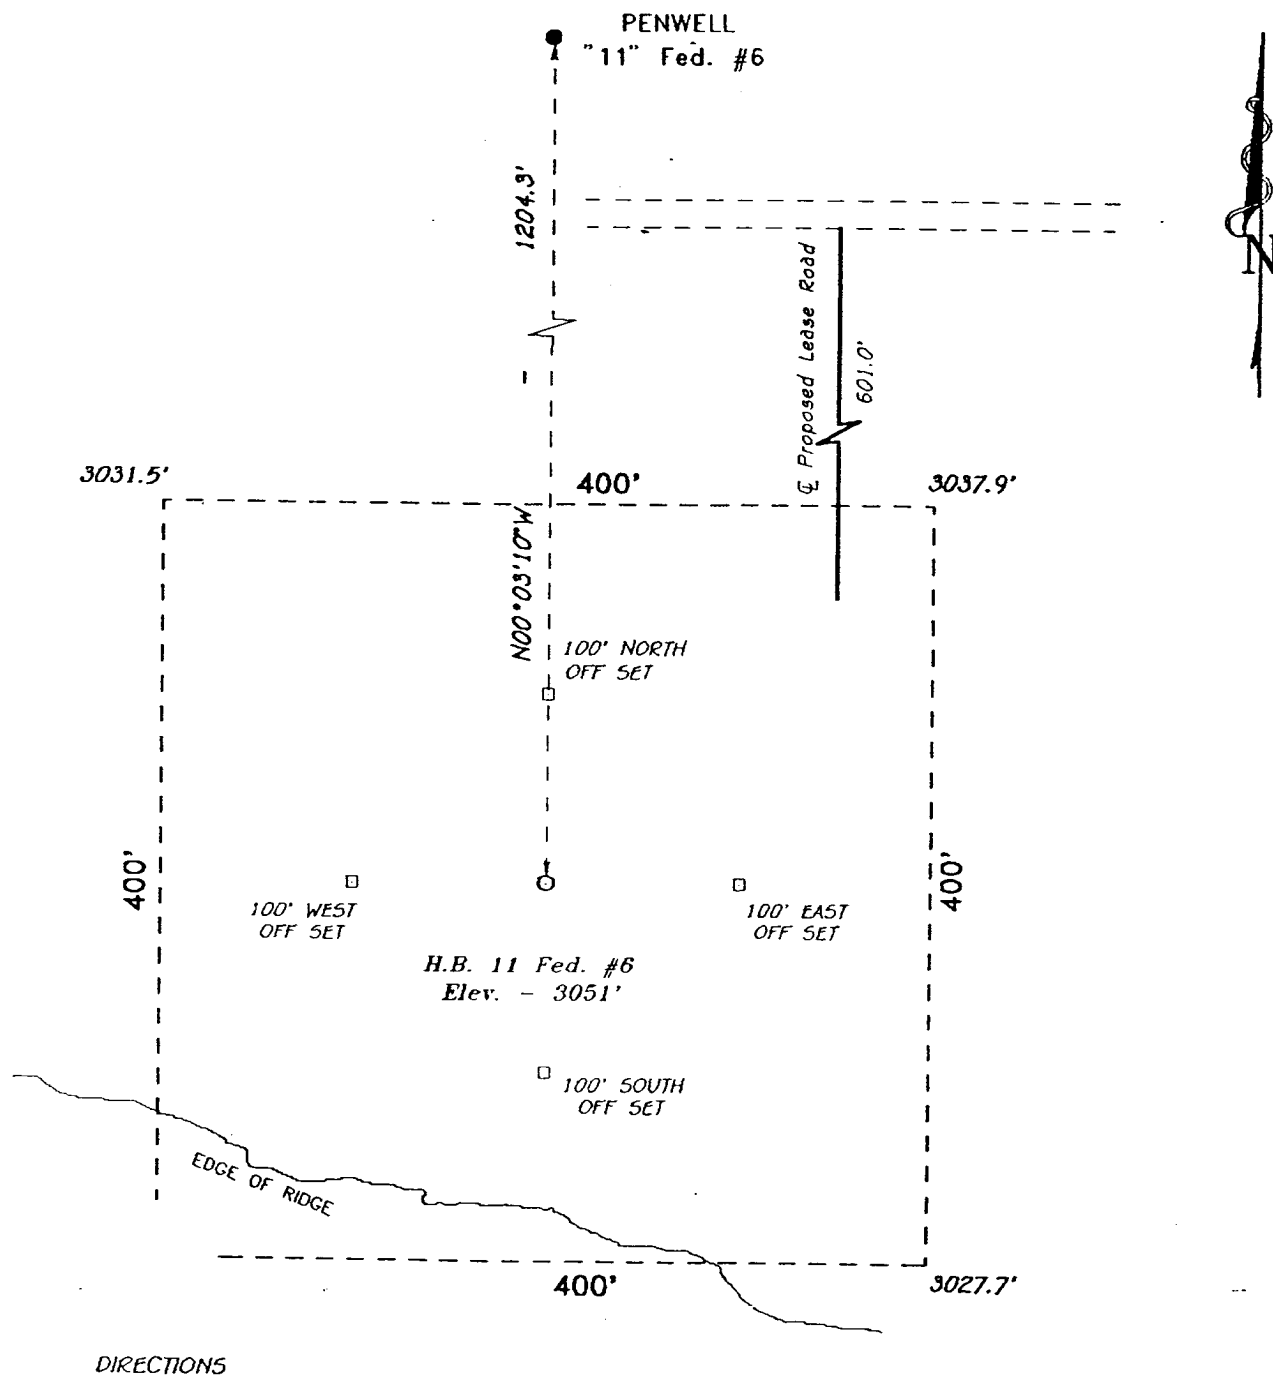 PENWELL
"11" Fed. #6
1204.3'
N
℄ Proposed Lease Road
601.0'
3031.5'
400'
3037.9'
-
N00°03'10"W
100' NORTH
OFF SET
400'
400'
100' WEST
OFF SET
100' EAST
OFF SET
H.B. 11 Fed. #6
Elev. - 3051'
100' SOUTH
OFF SET
EDGE OF RIDGE
400'
3027.7'
DIRECTIONS